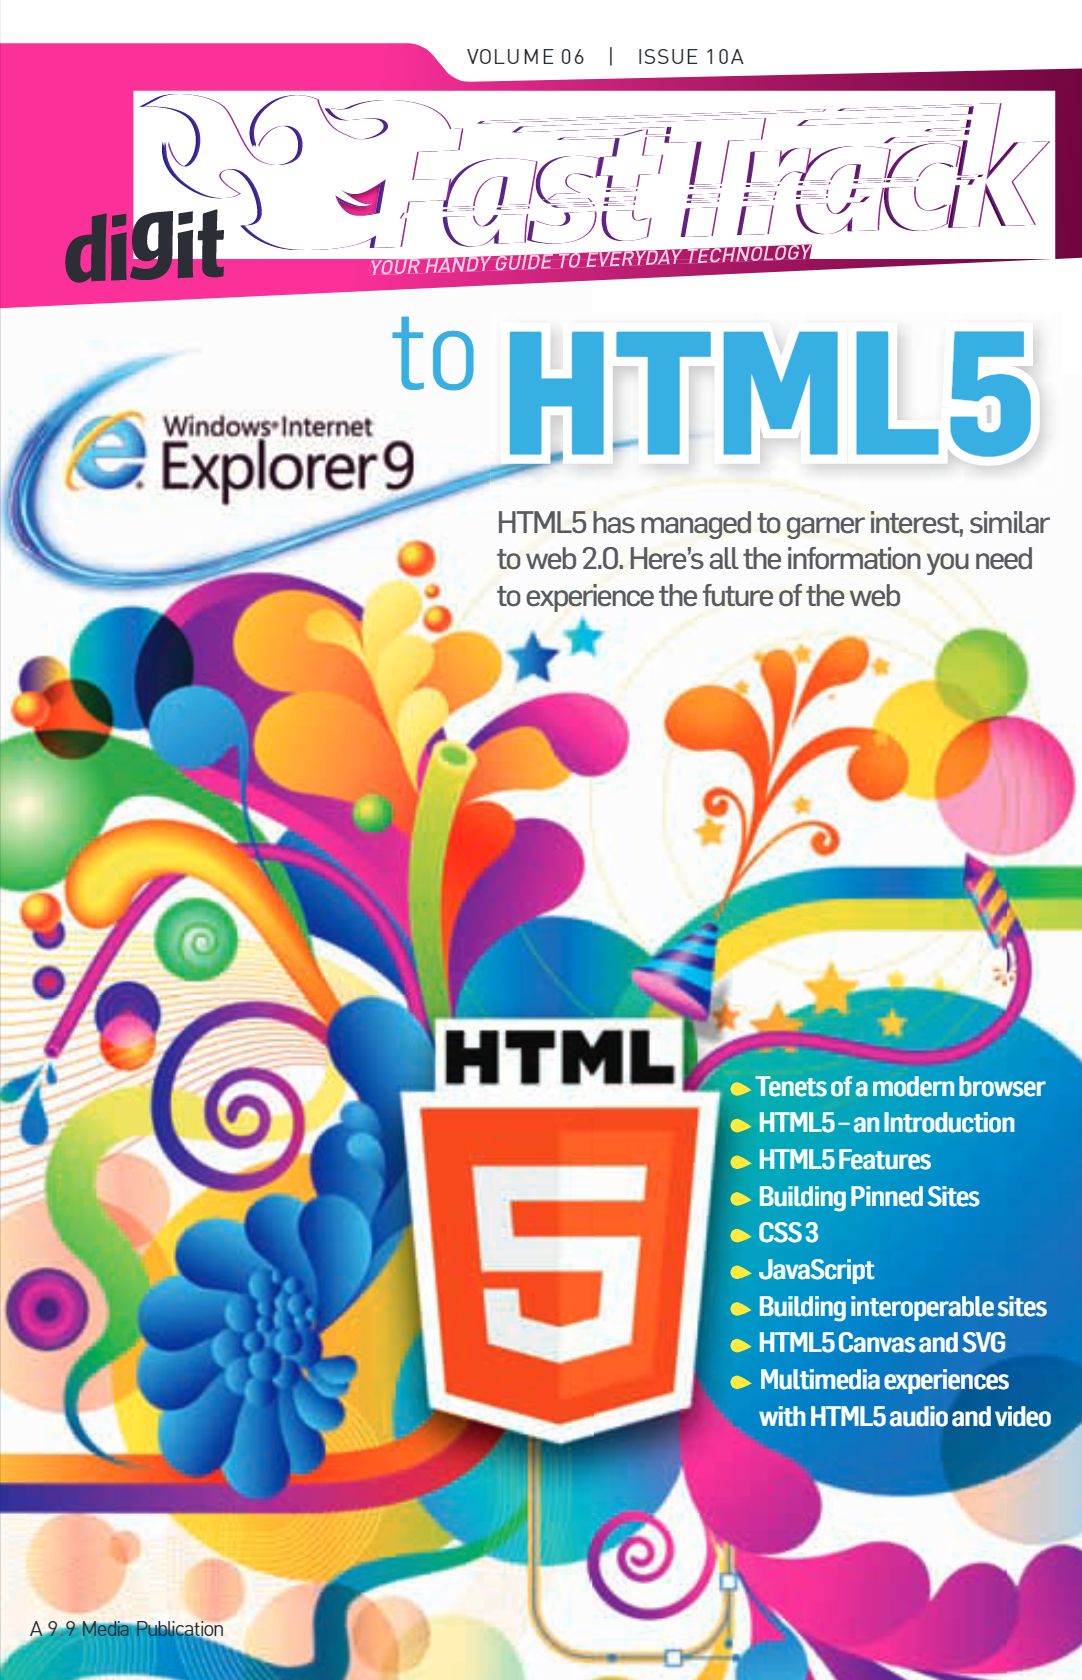 VOLUME 06 | ISSUE 10A
digit
FastTrack
YOUR HANDY GUIDE TO EVERYDAY TECHNOLOGY
to HTML5
Windows Internet
Explorer 9
HTML5 has managed to garner interest, similar
to web 2.0. Here's all the information you need
to experience the future of the web
HTML
5
Tenets of a modern browser
HTML5 – an Introduction
HTML5 Features
Building Pinned Sites
CSS 3
JavaScript
Building interoperable sites
HTML5 Canvas and SVG
Multimedia experiences
with HTML5 audio and video
A 9.9 Media Publication